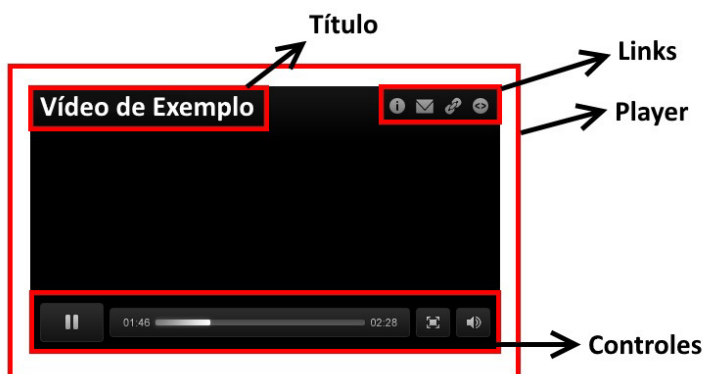 Título
Links
Vídeo de Exemplo
Player
01:46 02:28
Controles